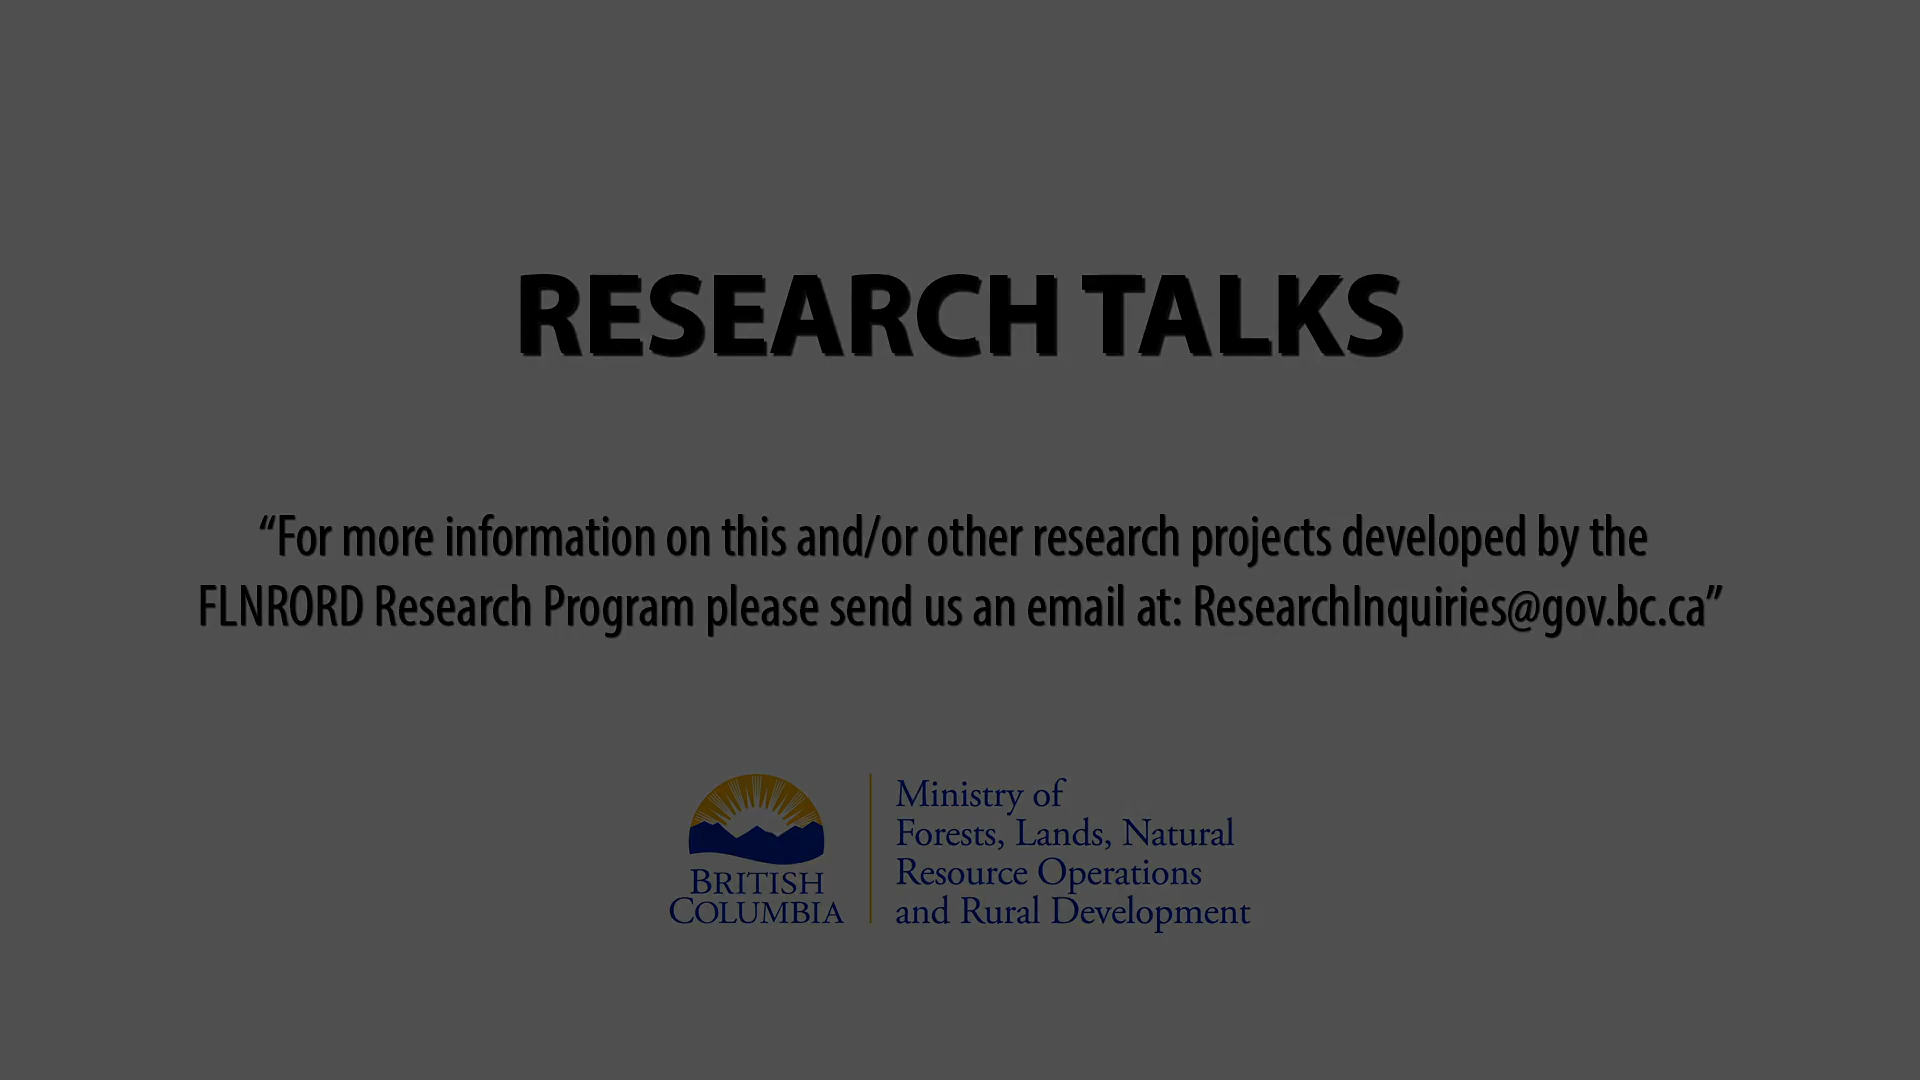 RESEARCH TALKS
“For more information on this and/or other research projects developed by the
FLNRORD Research Program please send us an email at: ResearchInquiries@gov.bc.ca”
BRITISH
COLUMBIA
Ministry of
Forests, Lands, Natural
Resource Operations
and Rural Development